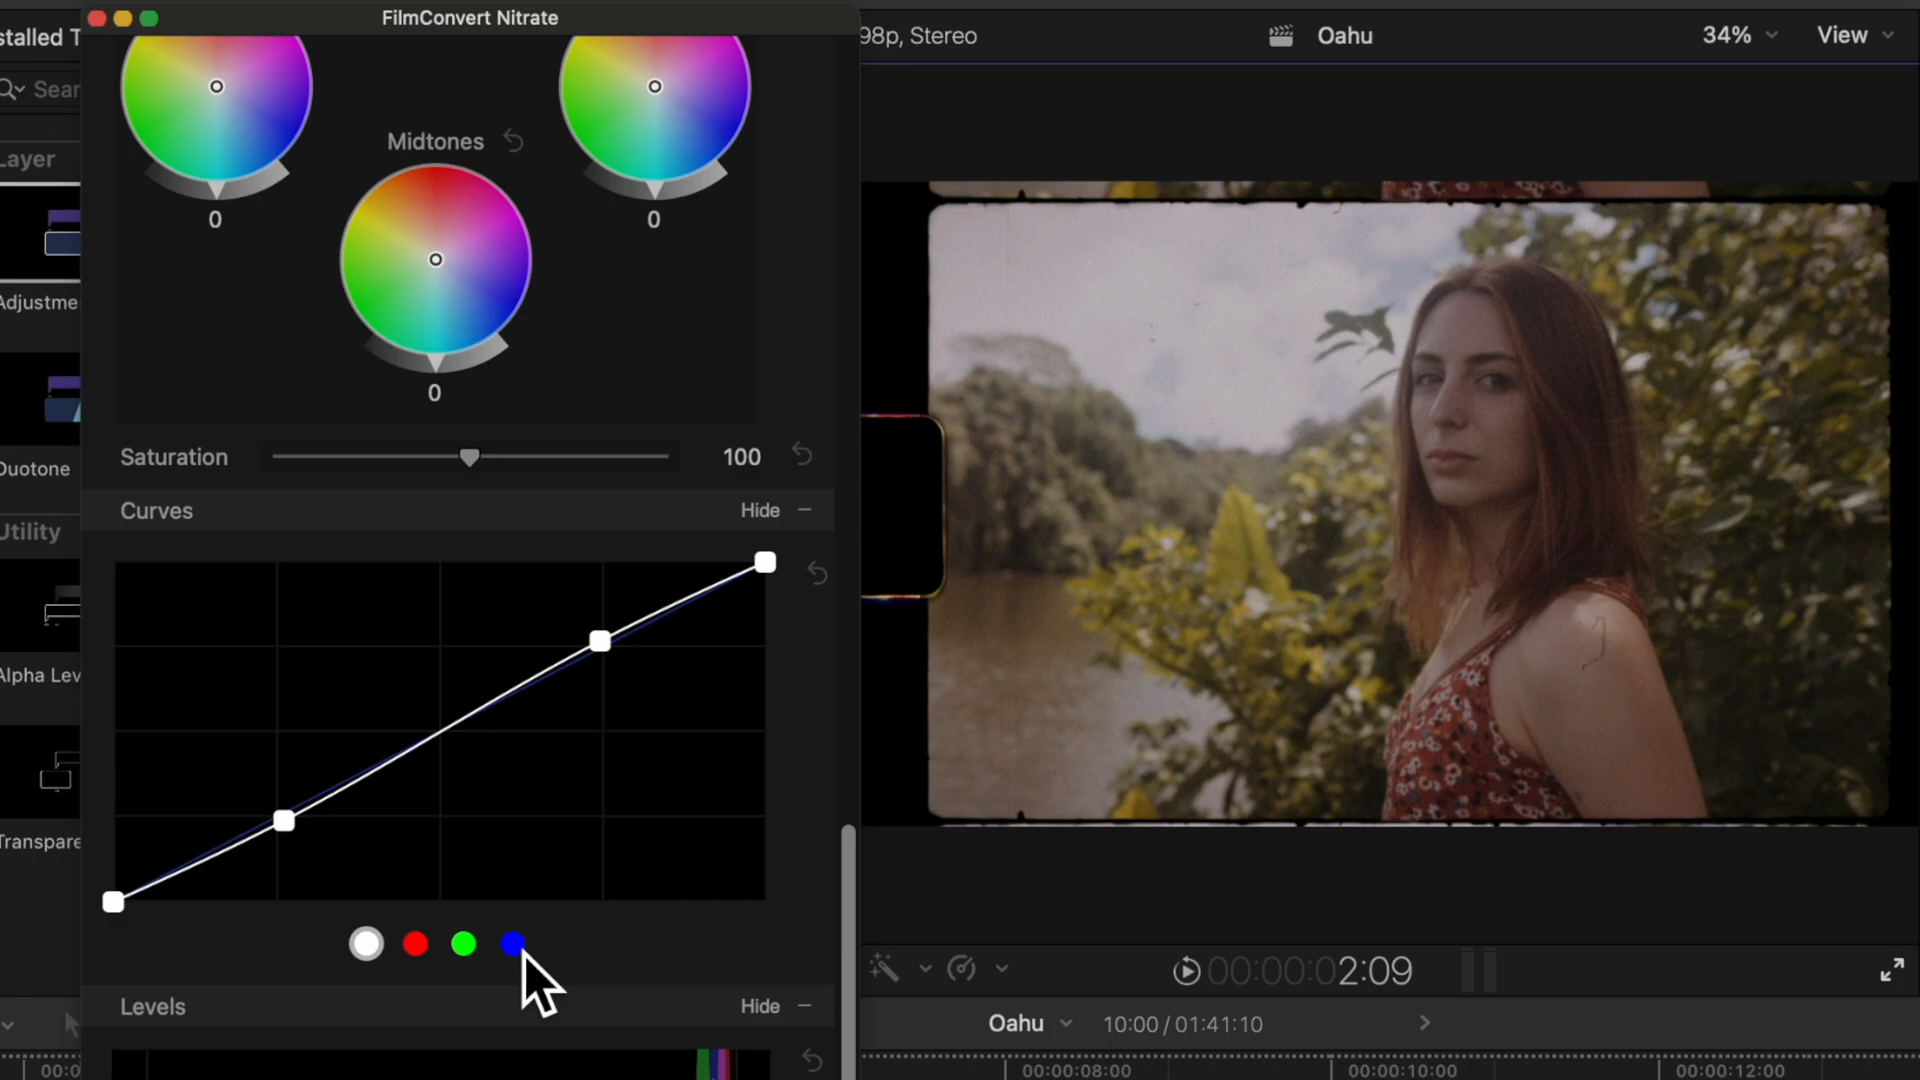 FilmConvert Nitrate
stalled T
98p, Stereo
Oahu
34%
View
Sear
Layer
Midtones
0
0
Adjustme
0
Saturation
100
Duotone
Curves
Hide
Utility
Alpha Lev
Transpare
00:00:02:09
Levels
Hide
Oahu
10:00 / 01:41:10
00:0
00:00:08:00
00:00:10:00
00:00:12:00